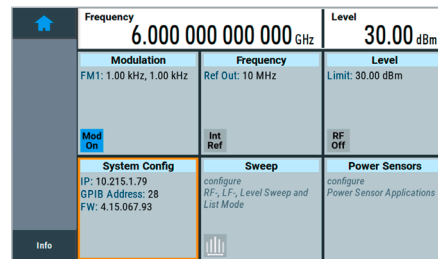 Frequency
6.000 000 000 000 GHz
Level
30.00 dBm
Modulation
FM1: 1.00 kHz, 1.00 kHz
Mod
On
Frequency
Ref Out: 10 MHz
Int
Ref
Level
Limit: 30.00 dBm
RF
Off
System Config
IP: 10.215.1.79
GPIB Address: 28
FW: 4.15.067.93
Sweep
configure
RF-, LF-, Level Sweep and
List Mode
Power Sensors
configure
Power Sensor Applications
Info